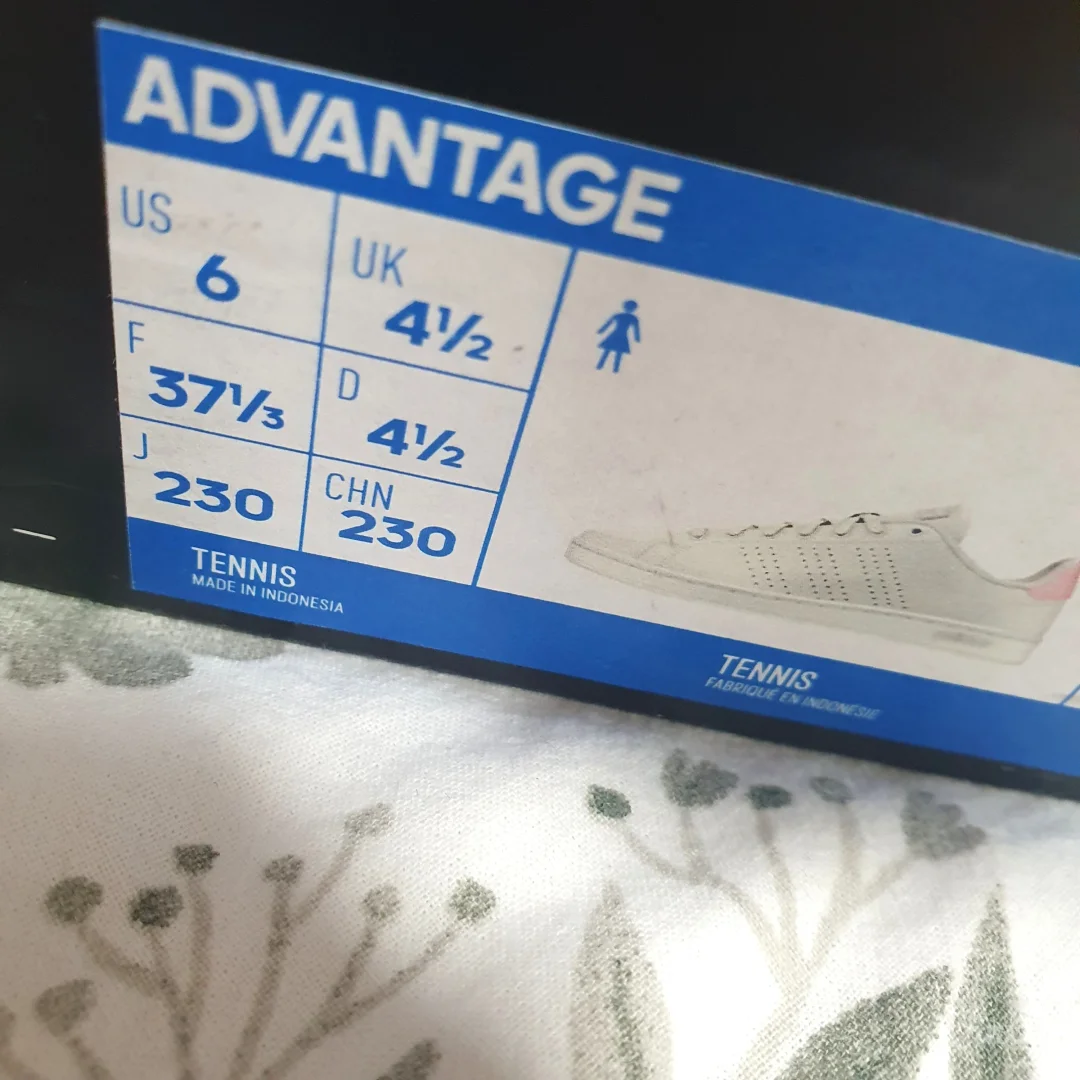 ADVANTAGE
US
6
UK
4½
F
37⅓
D
4½
J
230
CHN
230
TENNIS
MADE IN INDONESIA
TENNIS
FABRIQUÉ EN INDONÉSIE